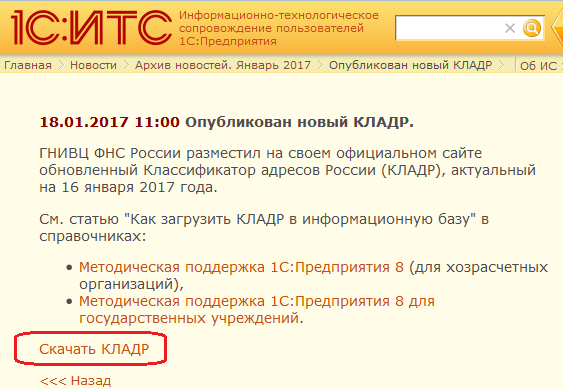 1С:ИТС
Информационно-технологическое
сопровождение пользователей
1С:Предприятия
Главная
Новости
Архив новостей. Январь 2017
Опубликован новый КЛАДР
Об ИС
18.01.2017 11:00 Опубликован новый КЛАДР.
ГНИВЦ ФНС России разместил на своем официальном сайте
обновленный Классификатор адресов России (КЛАДР), актуальный
на 16 января 2017 года.
См. статью "Как загрузить КЛАДР в информационную базу" в
справочниках:
• Методическая поддержка 1С:Предприятия 8 (для хозрасчетных
организаций),
• Методическая поддержка 1С:Предприятия 8 для
государственных учреждений.
Скачать КЛАДР
<<< Назад